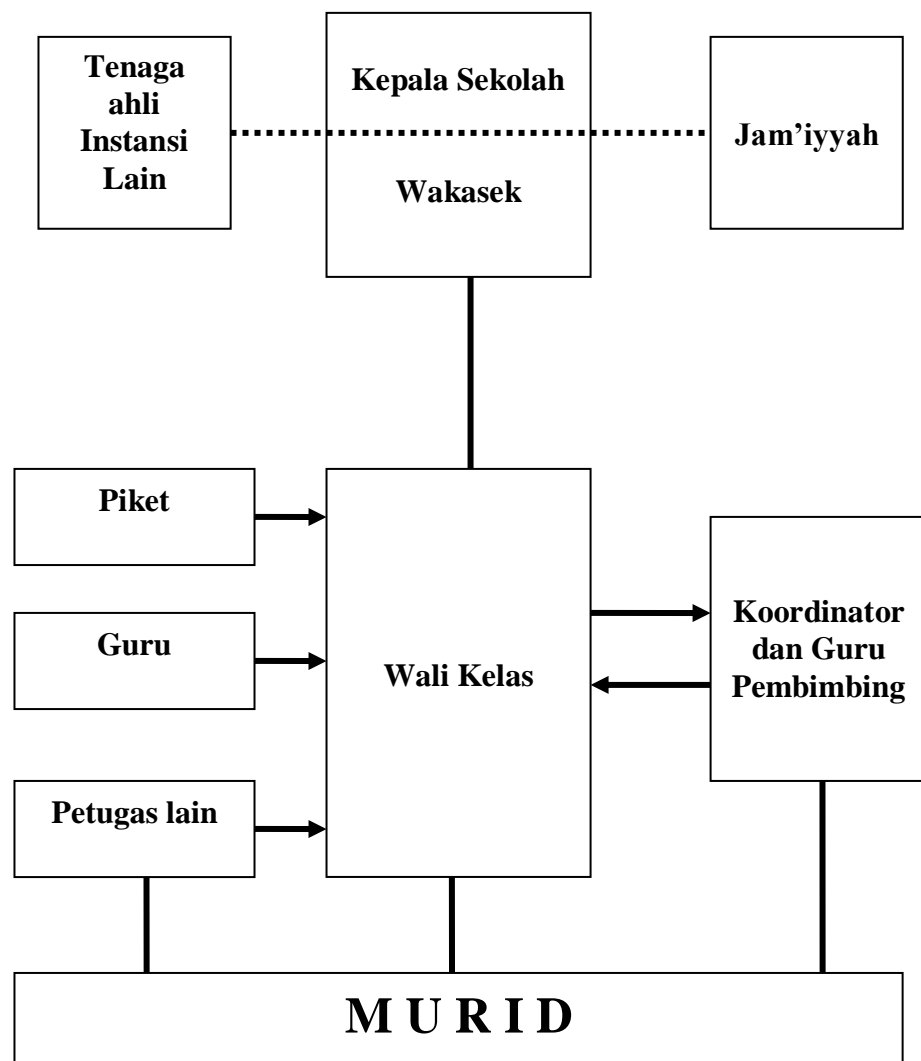 Tenaga
ahli
Instansi
Lain
Kepala Sekolah
Wakasek
Jam’iyyah
Piket
Guru
Petugas lain
Wali Kelas
Koordinator
dan Guru
Pembimbing
M U R I D